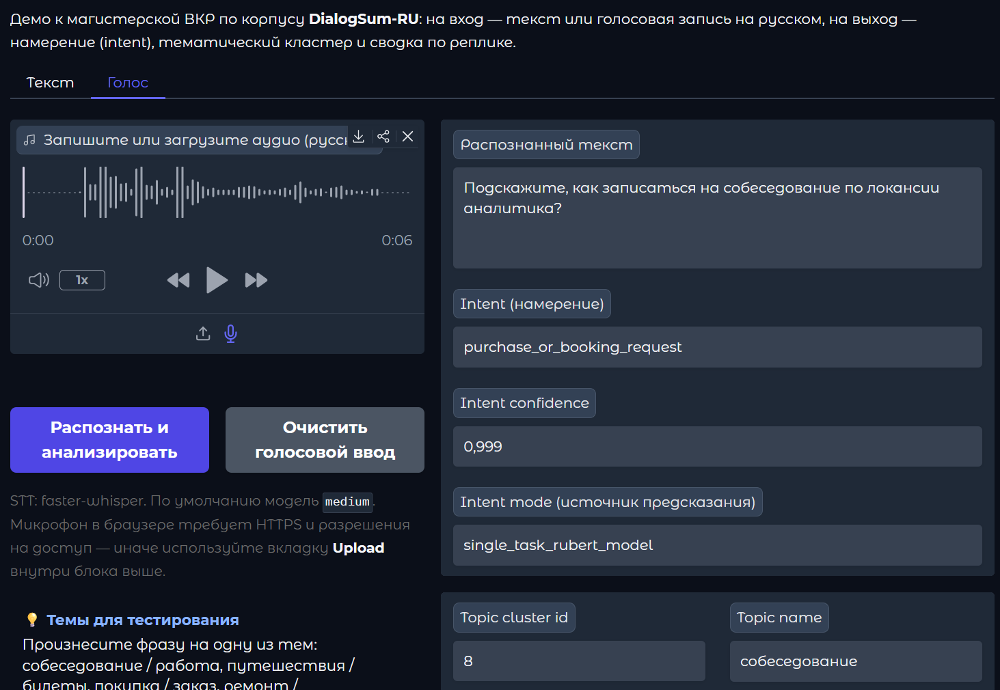 Демо к магистерской ВКР по корпусу DialogSum-RU: на вход — текст или голосовая запись на русском, на выход —
намерение (intent), тематический кластер и сводка по реплике.
Текст
Голос
Запишите или загрузите аудио (русск
0:00
0:06
1x
Распознать и
анализировать
Очистить
голосовой ввод
STT: faster-whisper. По умолчанию модель medium.
Микрофон в браузере требует HTTPS и разрешения
на доступ — иначе используйте вкладку Upload
внутри блока выше.
Темы для тестирования
Произнесите фразу на одну из тем:
собеседование / работа, путешествия /
билеты, покупка / заказ, ремонт /
Распознанный текст
Подскажите, как записаться на собеседование по локансии
аналитика?
Intent (намерение)
purchase_or_booking_request
Intent confidence
0,999
Intent mode (источник предсказания)
single_task_rubert_model
Topic cluster id
8
Topic name
собеседование